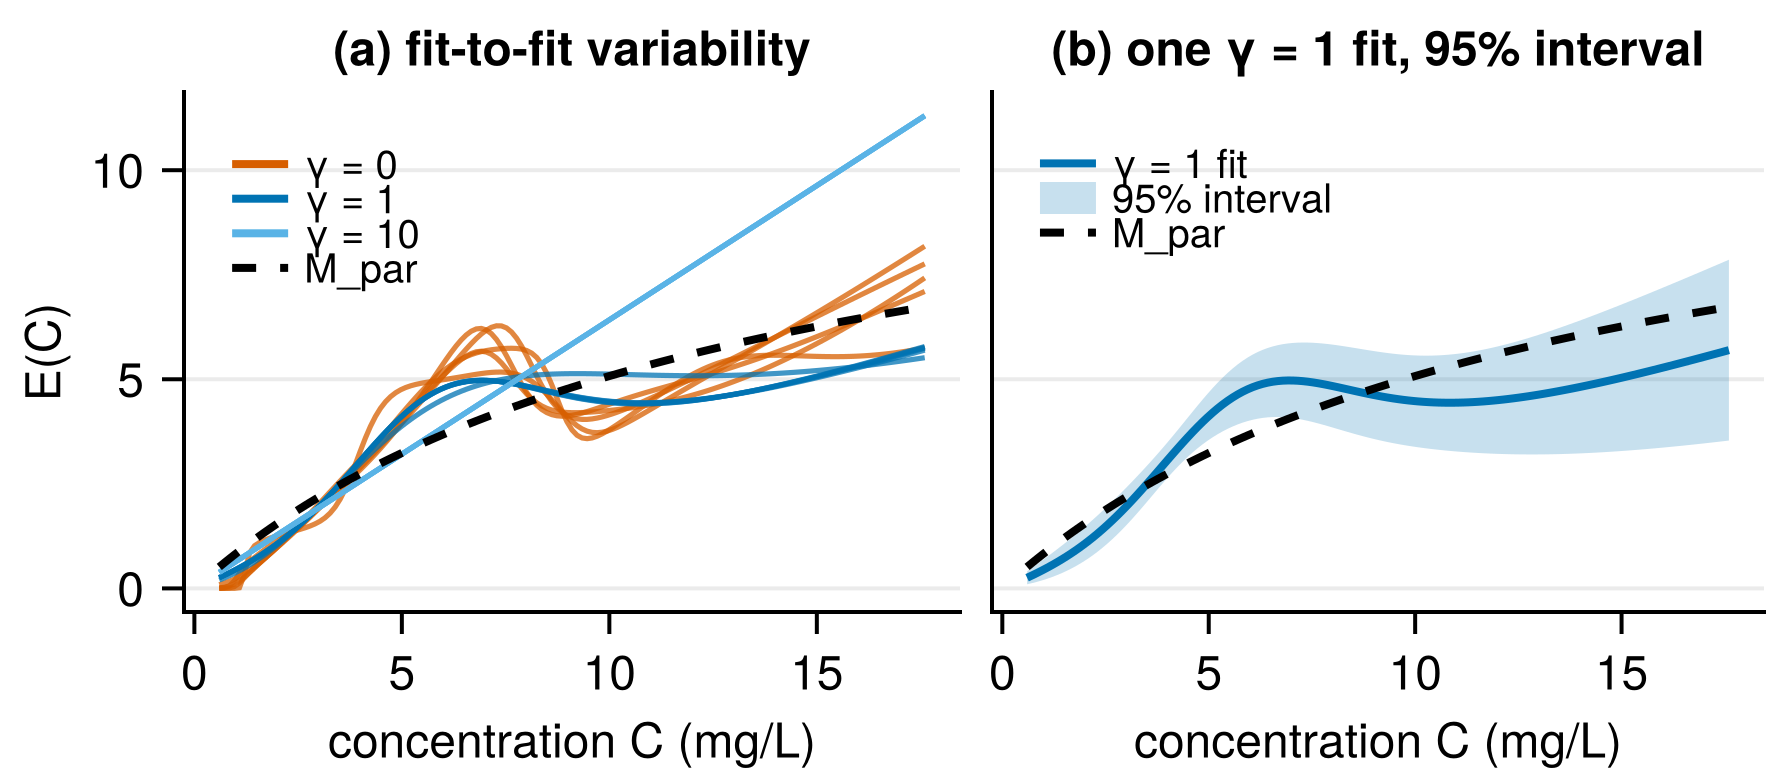 (a) fit-to-fit variability
E(C)
10
5
0
γ = 0
γ = 1
γ = 10
M_par
0 5 10 15
concentration C (mg/L)
(b) one γ = 1 fit, 95% interval
γ = 1 fit
95% interval
M_par
0 5 10 15
concentration C (mg/L)